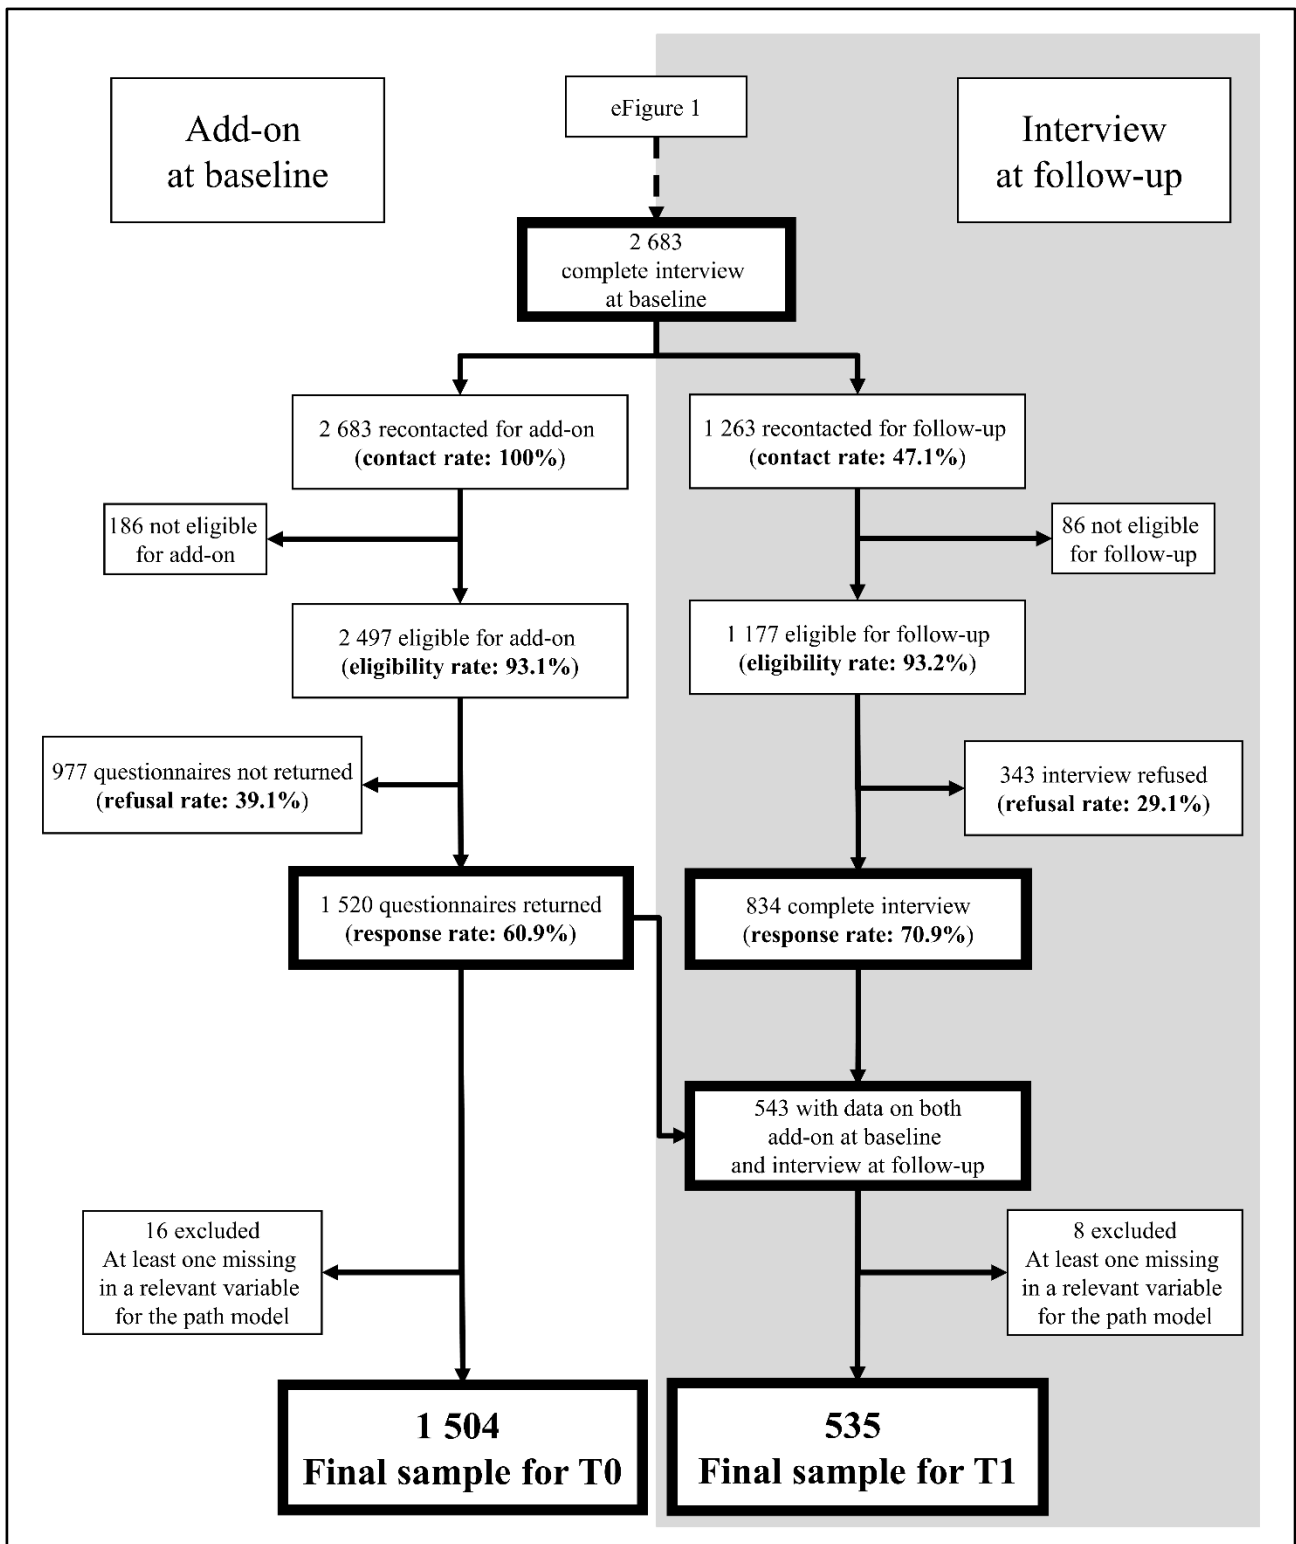 Add-on
at baseline
eFigure 1
Interview
at follow-up
2 683
complete interview
at baseline
2 683 recontacted for add-on
(contact rate: 100%)
1 263 recontacted for follow-up
(contact rate: 47.1%)
186 not eligible
for add-on
86 not eligible
for follow-up
2 497 eligible for add-on
(eligibility rate: 93.1%)
1 177 eligible for follow-up
(eligibility rate: 93.2%)
977 questionnaires not returned
(refusal rate: 39.1%)
343 interview refused
(refusal rate: 29.1%)
1 520 questionnaires returned
(response rate: 60.9%)
834 complete interview
(response rate: 70.9%)
543 with data on both
add-on at baseline
and interview at follow-up
16 excluded
At least one missing
in a relevant variable
for the path model
8 excluded
At least one missing
in a relevant variable
for the path model
1 504
Final sample for T0
535
Final sample for T1